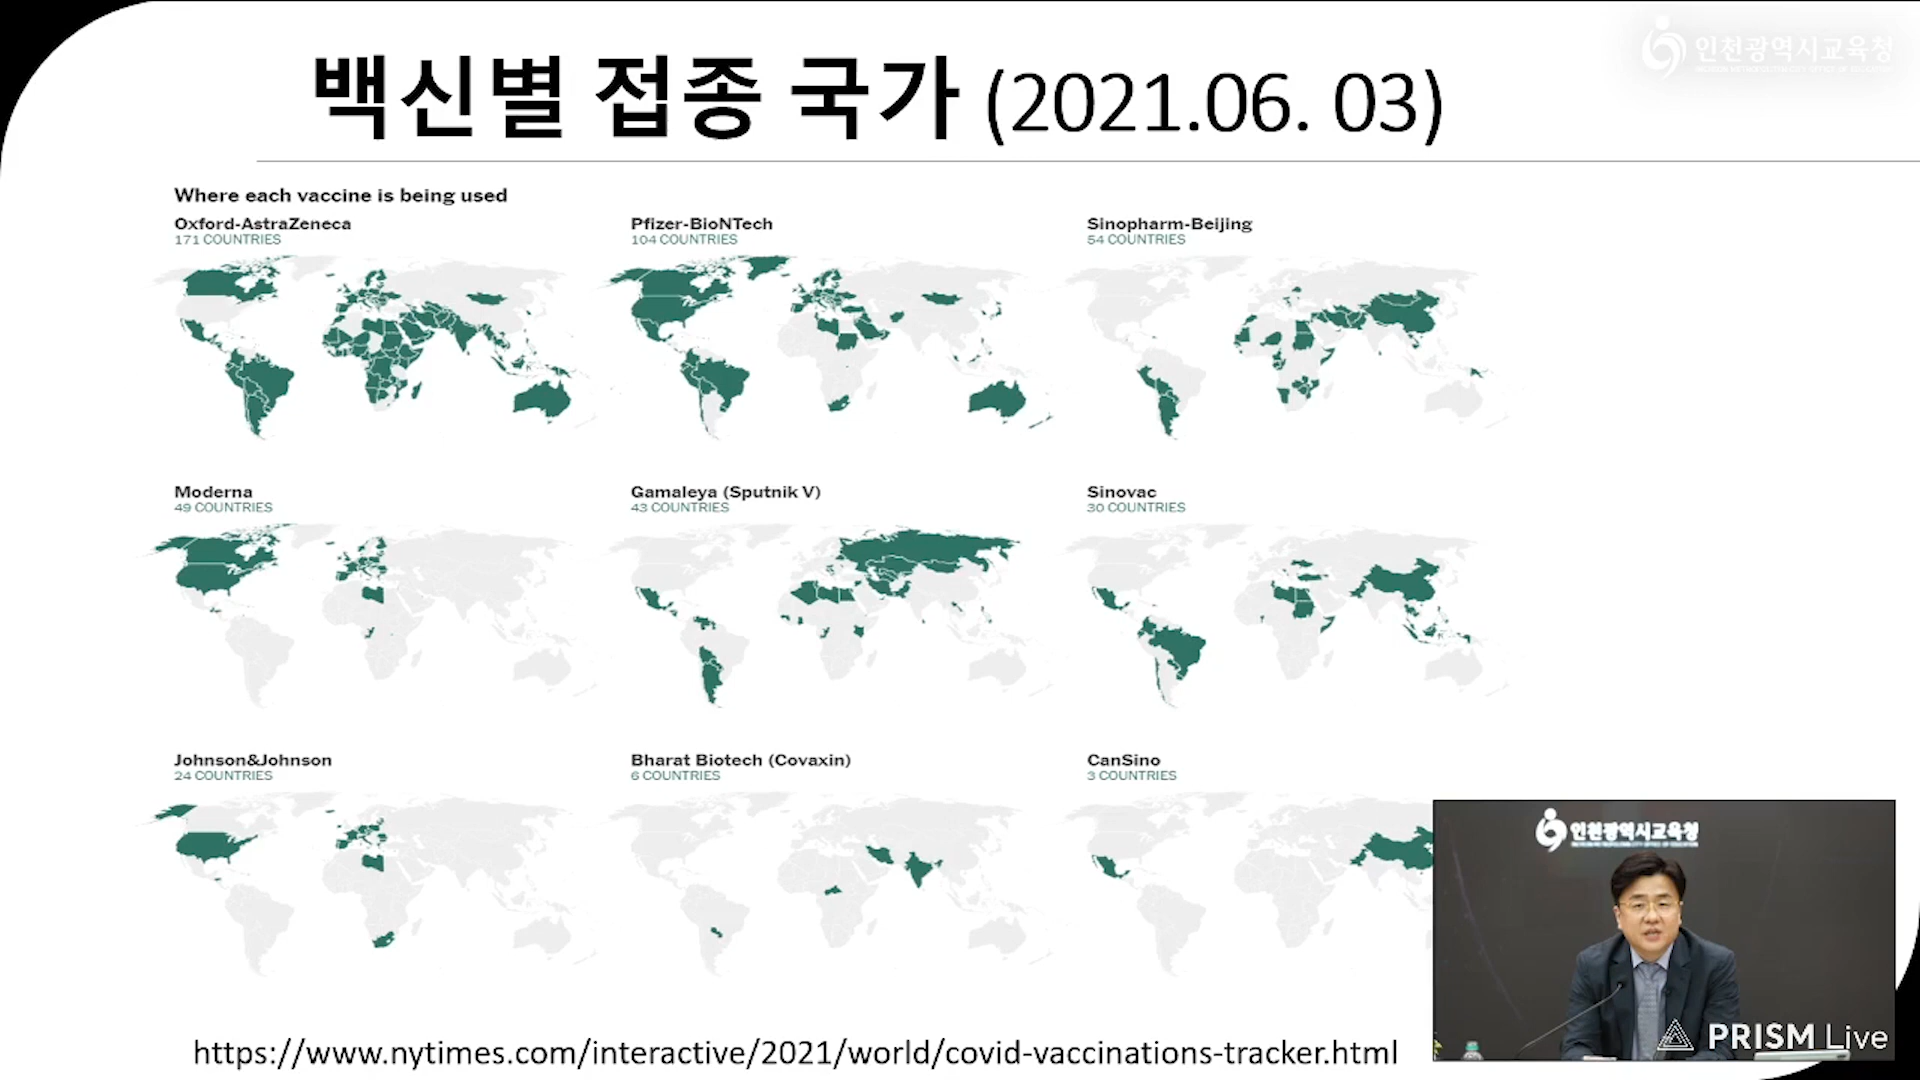 인천광역시교육청
백신별 접종 국가 (2021.06. 03)
Where each vaccine is being used
Oxford-AstraZeneca
171 COUNTRIES
Pfizer-BioNTech
104 COUNTRIES
Sinopharm-Beijing
54 COUNTRIES
Moderna
49 COUNTRIES
Gamaleya (Sputnik V)
43 COUNTRIES
Sinovac
30 COUNTRIES
Johnson&Johnson
24 COUNTRIES
Bharat Biotech (Covaxin)
6 COUNTRIES
CanSino
3 COUNTRIES
인천광역시교육청
PRISM Live
https://www.nytimes.com/interactive/2021/world/covid-vaccinations-tracker.html